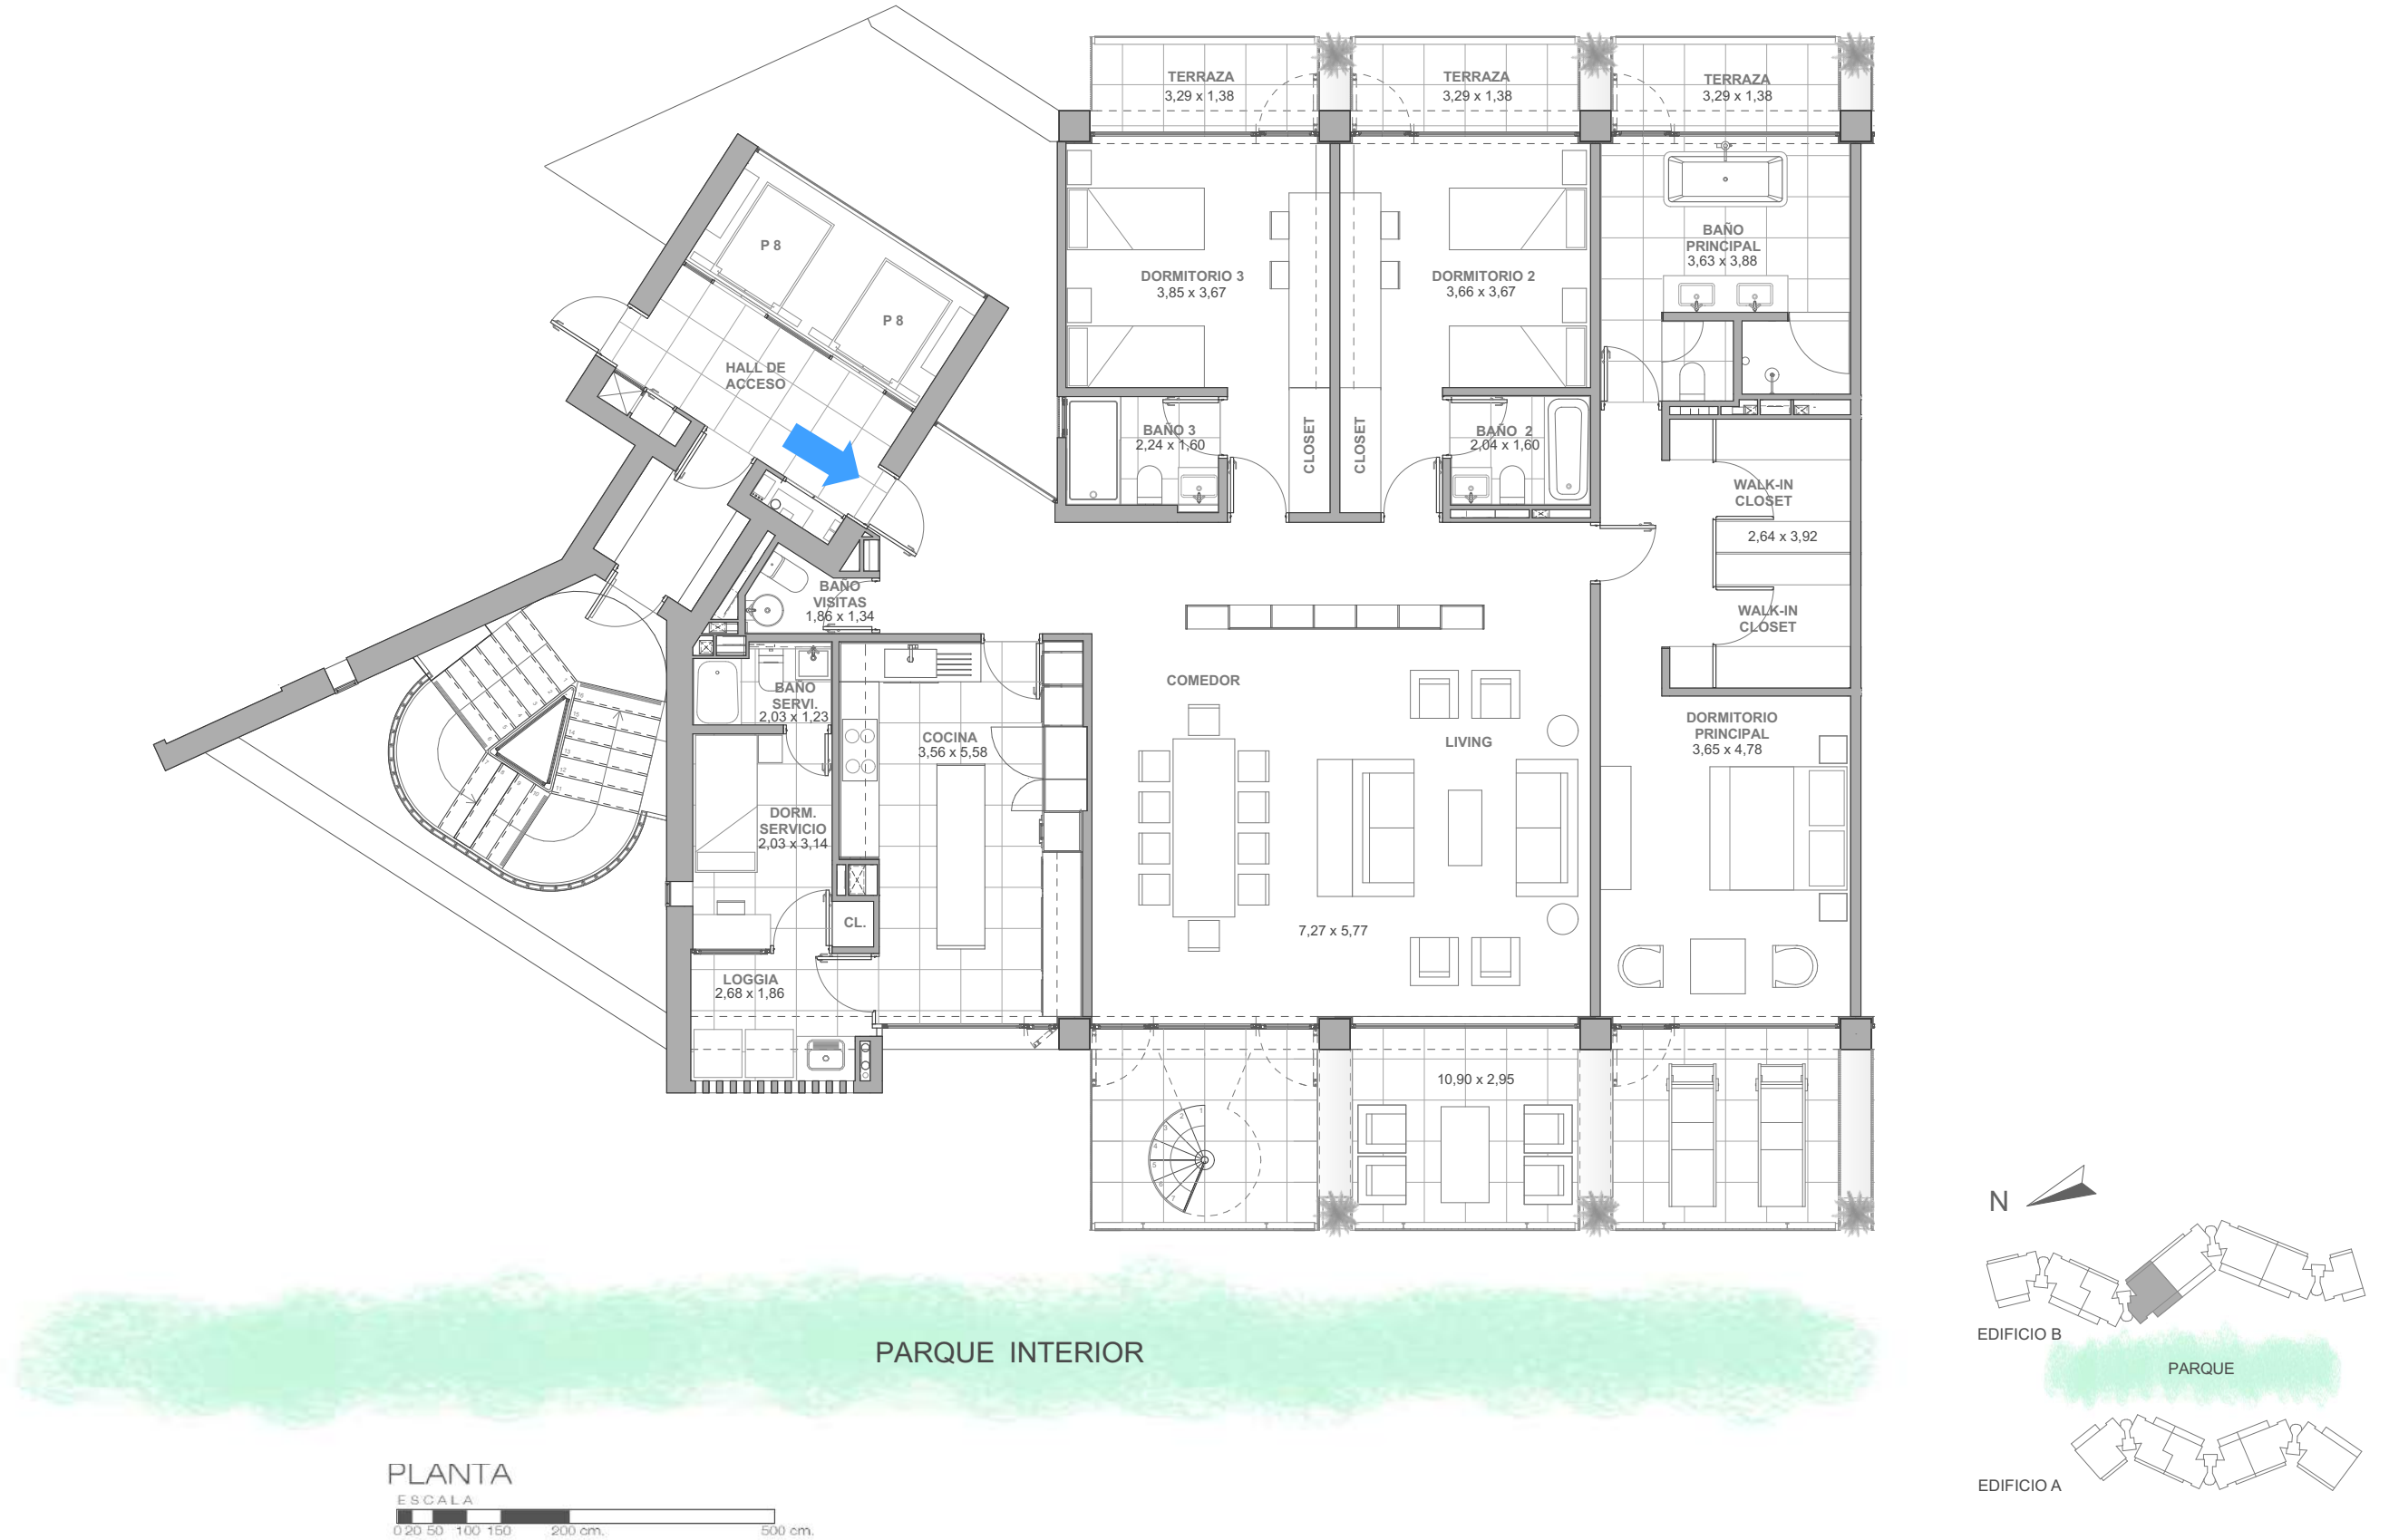 TERRAZA
3,29 x 1,38
TERRAZA
3,29 x 1,38
TERRAZA
3,29 x 1,38
P 8
P 8
HALL DE
ACCESO
DORMITORIO 3
3,85 x 3,67
DORMITORIO 2
3,66 x 3,67
BAÑO
PRINCIPAL
3,63 x 3,88
BAÑO 3
2,24 x 1,60
CLOSET
CLOSET
BAÑO 2
2,04 x 1,60
WALK-IN
CLOSET
2,64 x 3,92
WALK-IN
CLOSET
BAÑO
VISITAS
1,86 x 1,34
BAÑO
SERVI.
2,03 x 1,23
COCINA
3,56 x 5,58
COMEDOR
LIVING
DORMITORIO
PRINCIPAL
3,65 x 4,78
DORM.
SERVICIO
2,03 x 3,14
CL.
7,27 x 5,77
LOGGIA
2,68 x 1,86
10,90 x 2,95
N
EDIFICIO B
PARQUE
EDIFICIO A
PARQUE INTERIOR
PLANTA
ESCALA
0 20 50 100 150 200 cm. 500 cm.